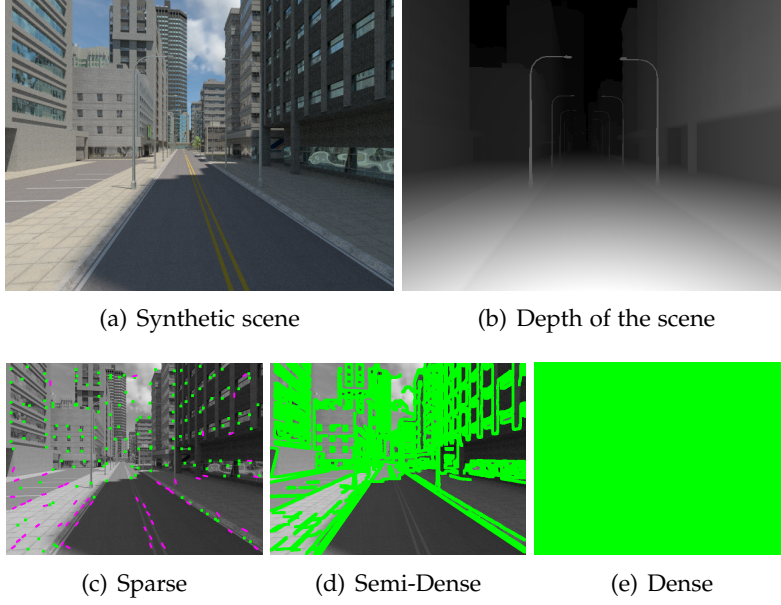 (a) Synthetic scene
(b) Depth of the scene
(c) Sparse
(d) Semi-Dense
(e) Dense